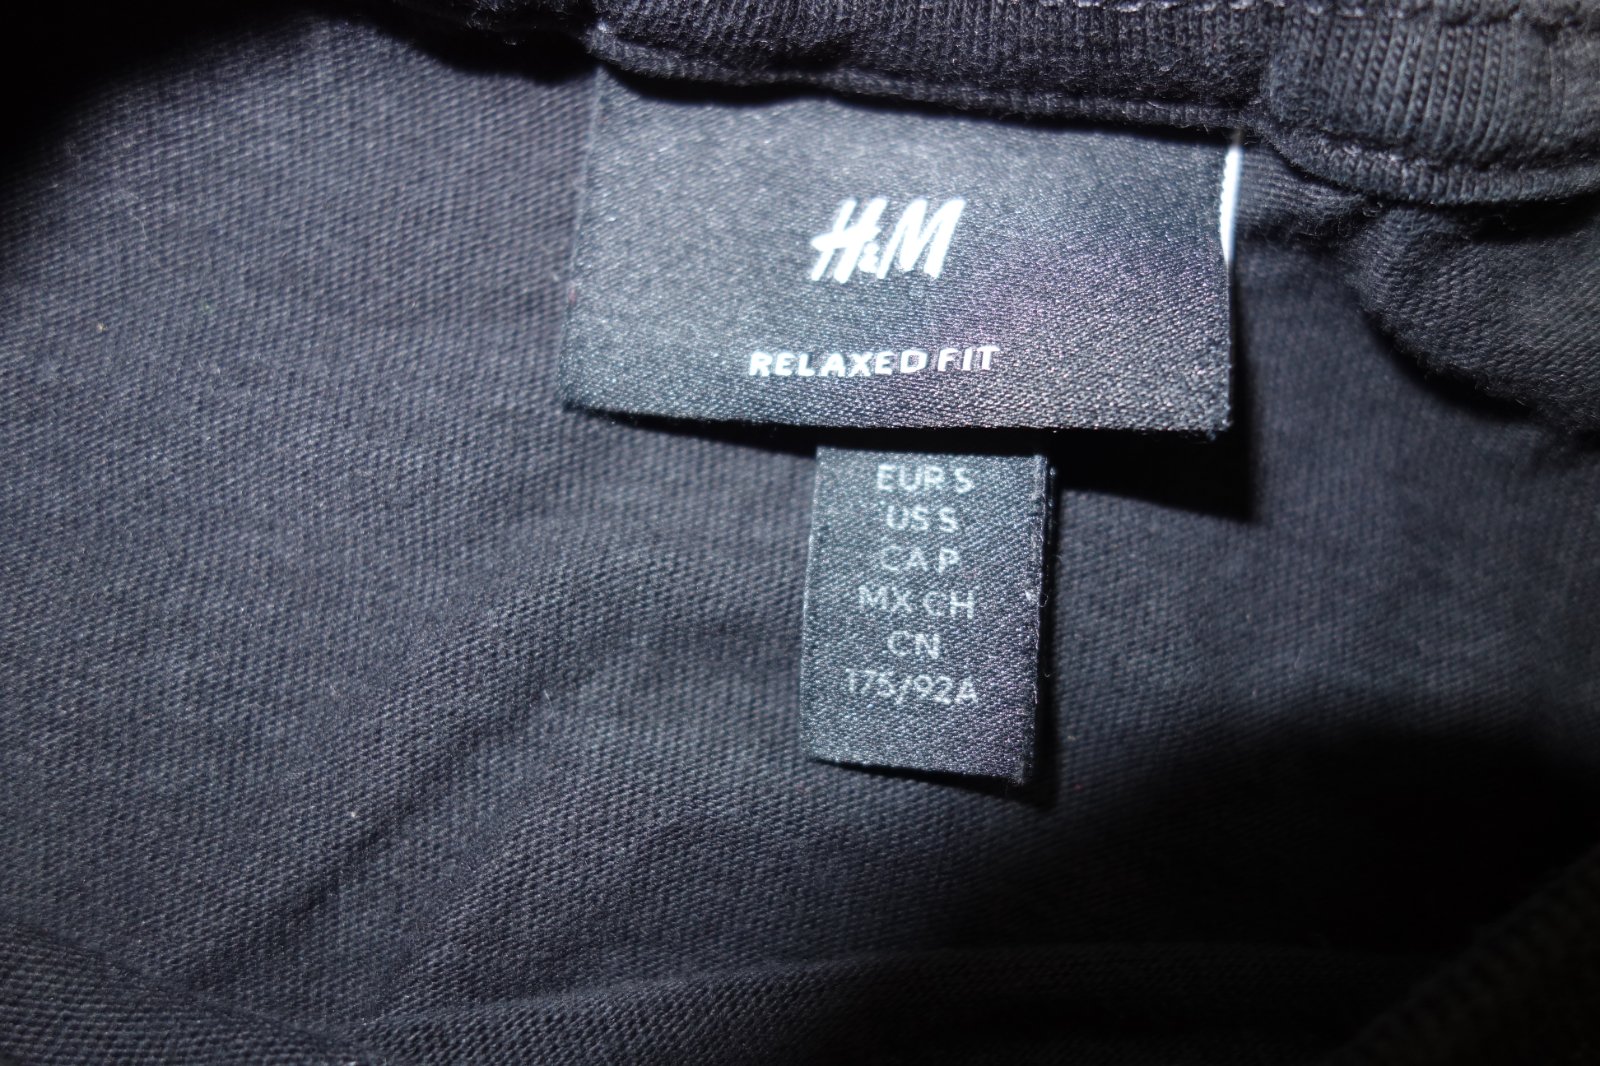 H&M
RELAXED FIT
EUR S
US S
CA P
MX CH
CN
175/92A